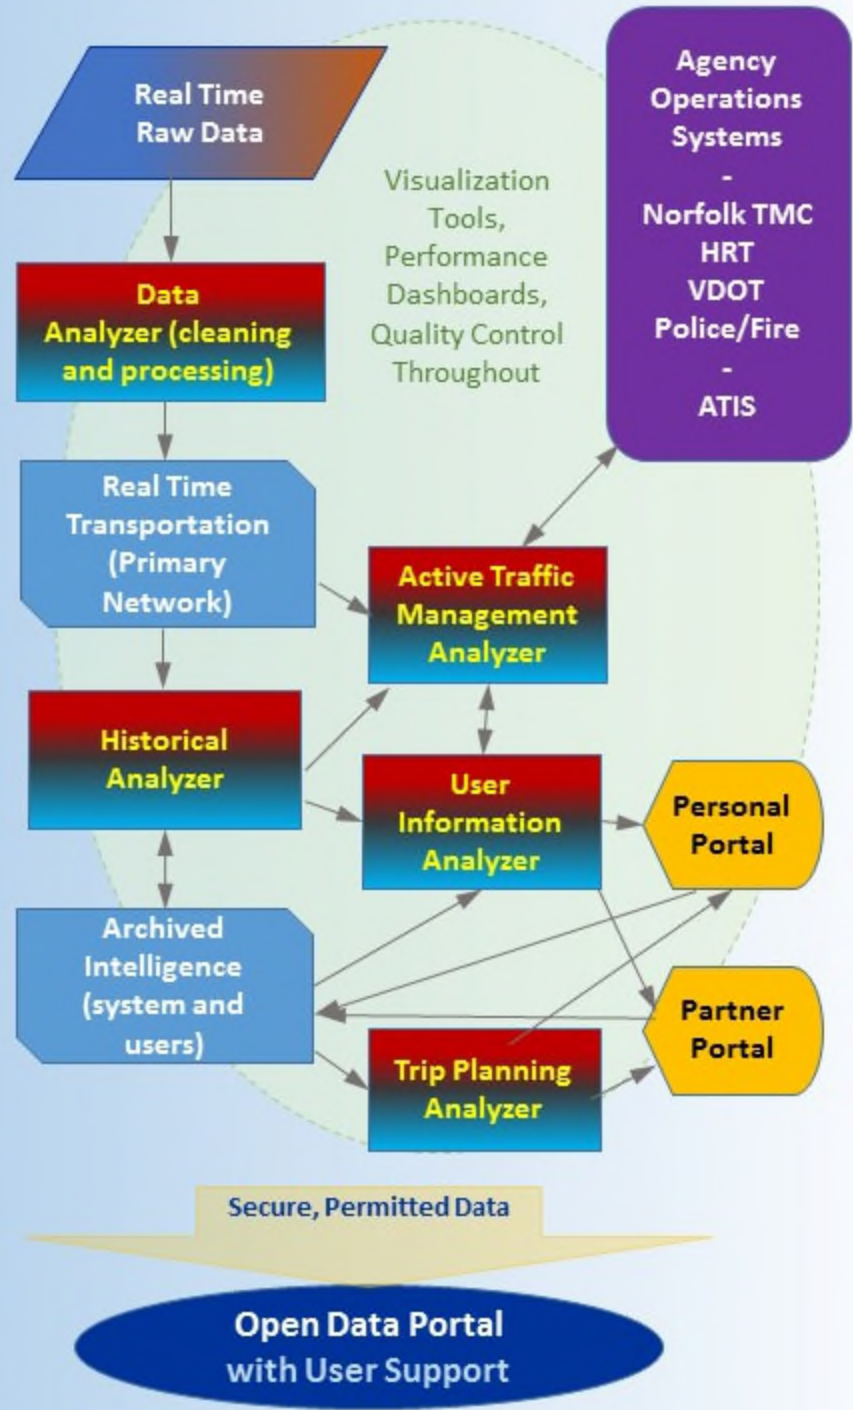 Real Time
Raw Data
Agency
Operations
Systems
-
Norfolk TMC
HRT
VDOT
Police/Fire
-
ATIS
Visualization
Tools,
Performance
Dashboards,
Quality Control
Throughout
Data
Analyzer (cleaning
and processing)
Real Time
Transportation
(Primary
Network)
Active Traffic
Management
Analyzer
Historical
Analyzer
User
Information
Analyzer
Personal
Portal
Archived
Intelligence
(system and
users)
Partner
Portal
Trip Planning
Analyzer
Secure, Permitted Data
Open Data Portal
with User Support